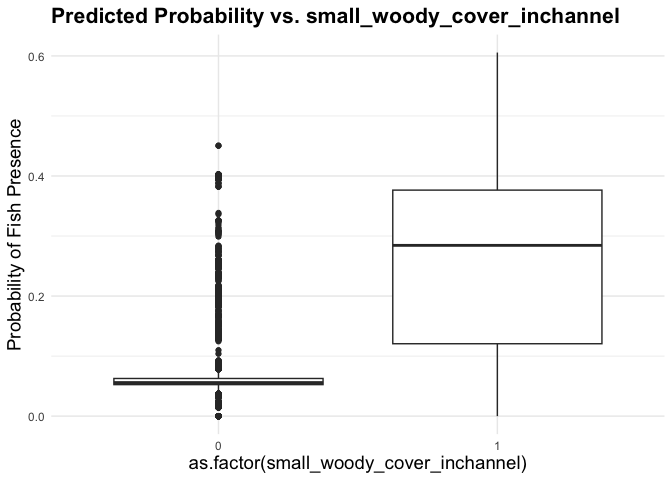 Predicted Probability vs. small_woody_cover_inchannel
Probability of Fish Presence
0.6
0.4
0.2
0.0
0 1
as.factor(small_woody_cover_inchannel)